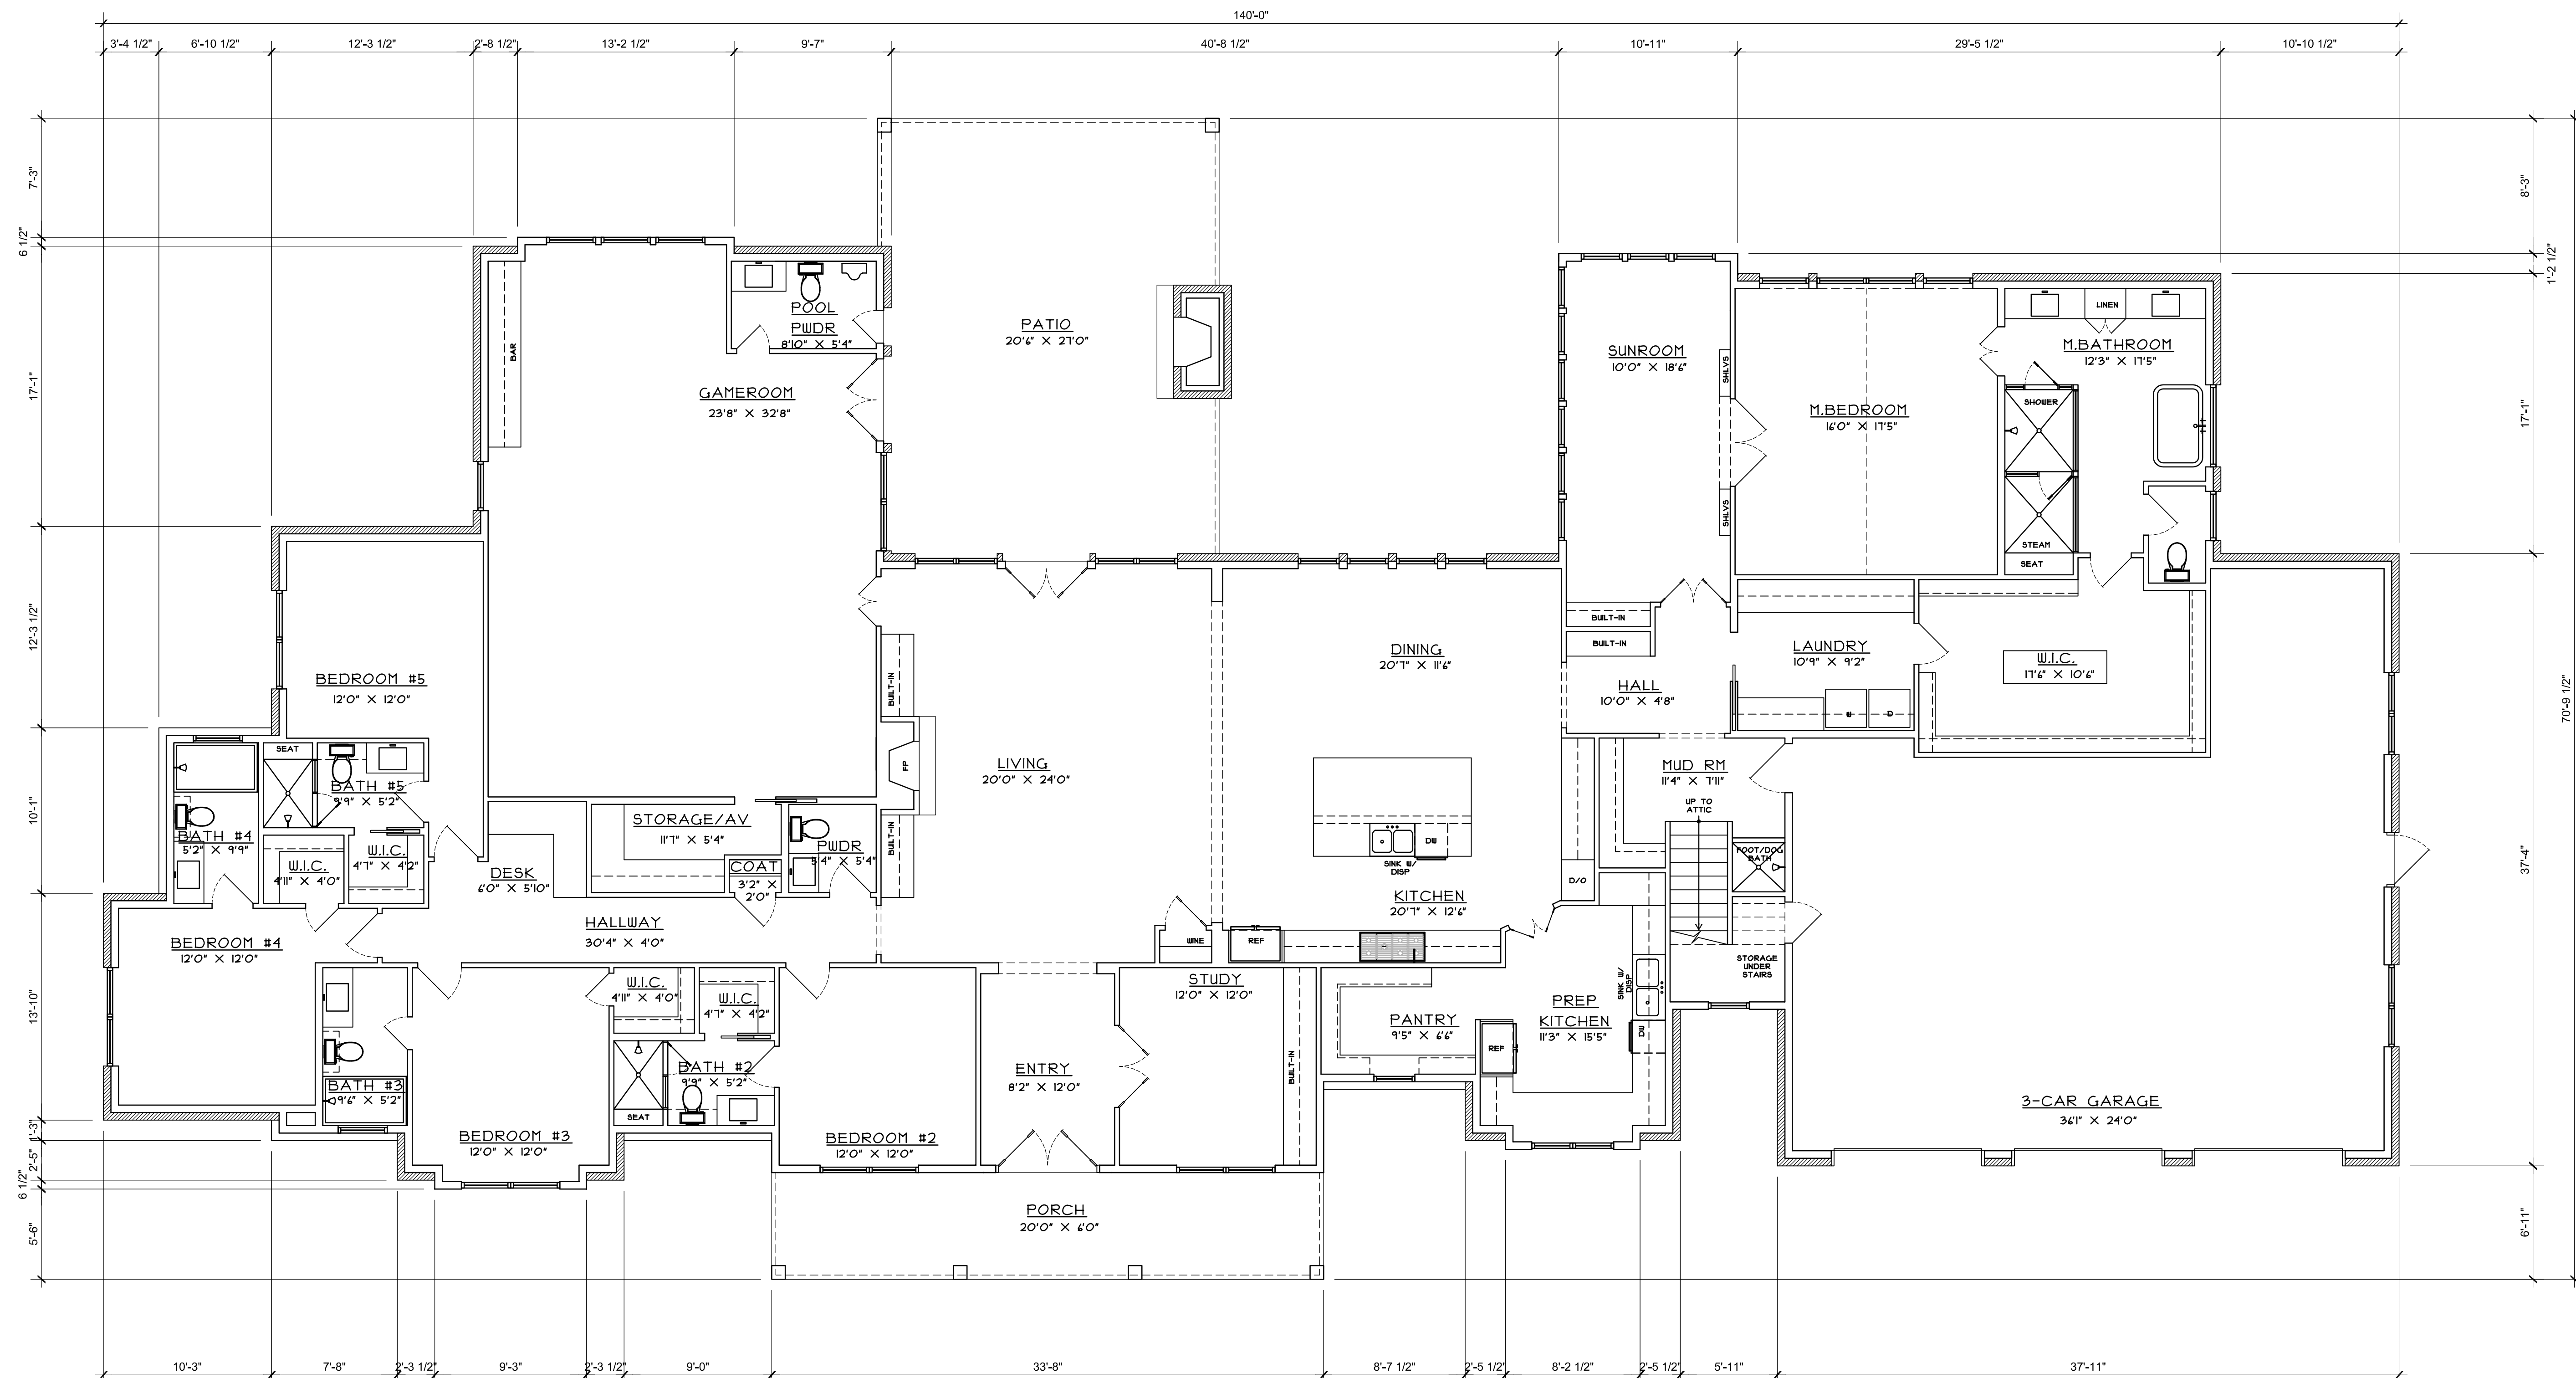 140'-0"
3'-4 1/2"
6'-10 1/2"
12'-3 1/2"
2'-8 1/2"
13'-2 1/2"
9'-7"
40'-8 1/2"
10'-11"
29'-5 1/2"
10'-10 1/2"
7'-3"
6 1/2"
17'-1"
12'-3 1/2"
10'-1"
13'-10"
1'-3"
2'-5"
6 1/2"
5'-6"
8'-3"
1'-2 1/2"
17'-1"
37'-4"
6'-11"
70'-9 1/2"
POOL
PWDR
8'10" X 5'4"
BAR
GAMEROOM
23'8" X 32'8"
PATIO
20'6" X 27'0"
SUNROOM
10'0" X 18'6"
SHLVS
SHLVS
M.BEDROOM
16'0" X 17'5"
LINEN
M.BATHROOM
12'3" X 17'5"
SHOWER
STEAM
SEAT
BEDROOM #5
12'0" X 12'0"
BUILT-IN
FP
BUILT-IN
LIVING
20'0" X 24'0"
DINING
20'7" X 11'6"
BUILT-IN
BUILT-IN
HALL
10'0" X 4'8"
LAUNDRY
10'9" X 9'2"
W
D
W.I.C.
17'6" X 10'6"
SEAT
BATH #5
9'9" X 5'2"
BATH #4
5'2" X 9'9"
W.I.C.
4'11" X 4'0"
W.I.C.
4'7" X 4'2"
DESK
6'0" X 5'10"
STORAGE/AV
11'7" X 5'4"
COAT
3'2" X
2'0"
PWDR
5'4" X 5'4"
DW
SINK W/
DISP
KITCHEN
20'7" X 12'6"
D/O
MUD RM
11'4" X 7'11"
UP TO
ATTIC
FOOT/DOG
BATH
HALLWAY
30'4" X 4'0"
WINE
REF
BEDROOM #4
12'0" X 12'0"
W.I.C.
4'11" X 4'0"
W.I.C.
4'7" X 4'2"
STUDY
12'0" X 12'0"
BUILT-IN
PANTRY
9'5" X 6'6"
PREP
KITCHEN
11'3" X 15'5"
SINK W/
DISP
DW
REF
STORAGE
UNDER
STAIRS
BATH #3
9'6" X 5'2"
BEDROOM #3
12'0" X 12'0"
BATH #2
9'9" X 5'2"
SEAT
BEDROOM #2
12'0" X 12'0"
ENTRY
8'2" X 12'0"
3-CAR GARAGE
36'1" X 24'0"
PORCH
20'0" X 6'0"
10'-3"
7'-8"
2'-3 1/2"
9'-3"
2'-3 1/2"
9'-0"
33'-8"
8'-7 1/2"
2'-5 1/2"
8'-2 1/2"
2'-5 1/2"
5'-11"
37'-11"